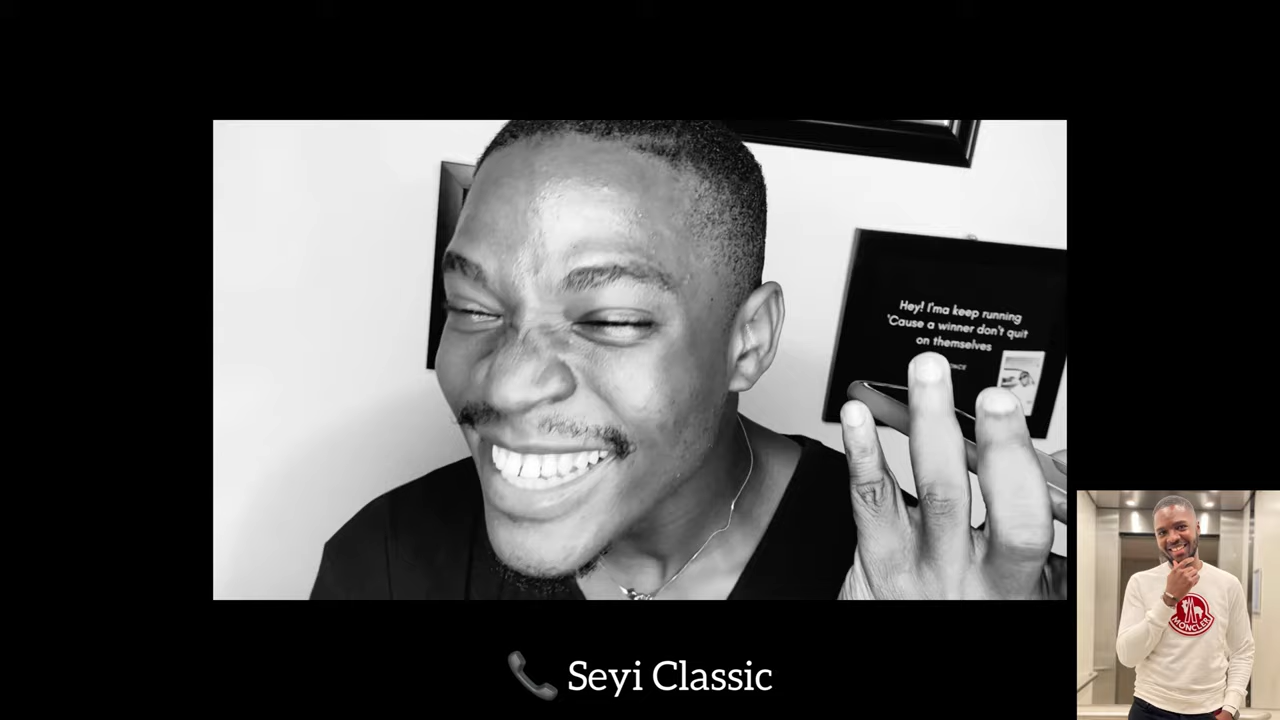 Hey! I'ma keep running
'Cause a winner don't quit
on themselves
MONCLER
Seyi Classic